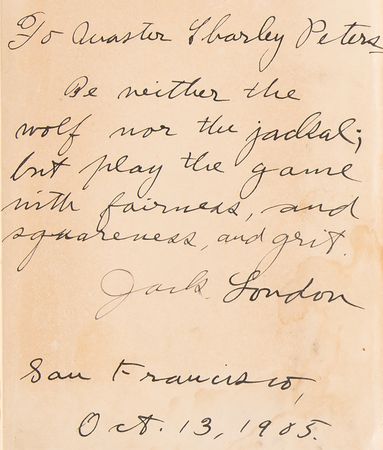 To Master Charley Peters
Be neither the
wolf nor the jackal;
but play the game
with fairness, and
squareness, and grit.
Jack London
San Francisco,
Oct. 13, 1905.